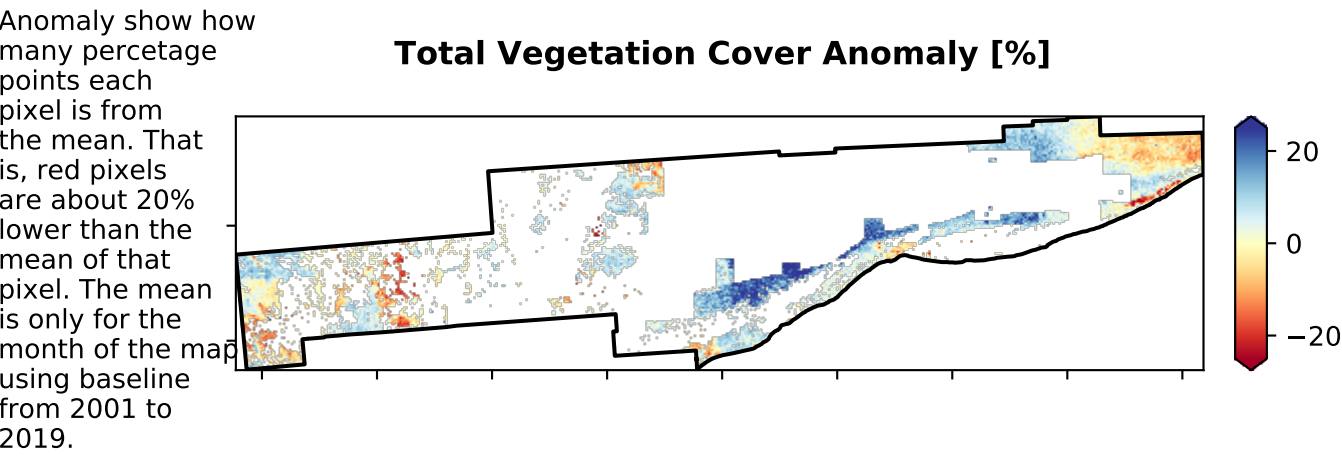 Anomaly show how
many percetage
points each
pixel is from
the mean. That
is, red pixels
are about 20%
lower than the
mean of that
pixel. The mean
is only for the
month of the map
using baseline
from 2001 to
2019.
Total Vegetation Cover Anomaly [%]
20
0
−20